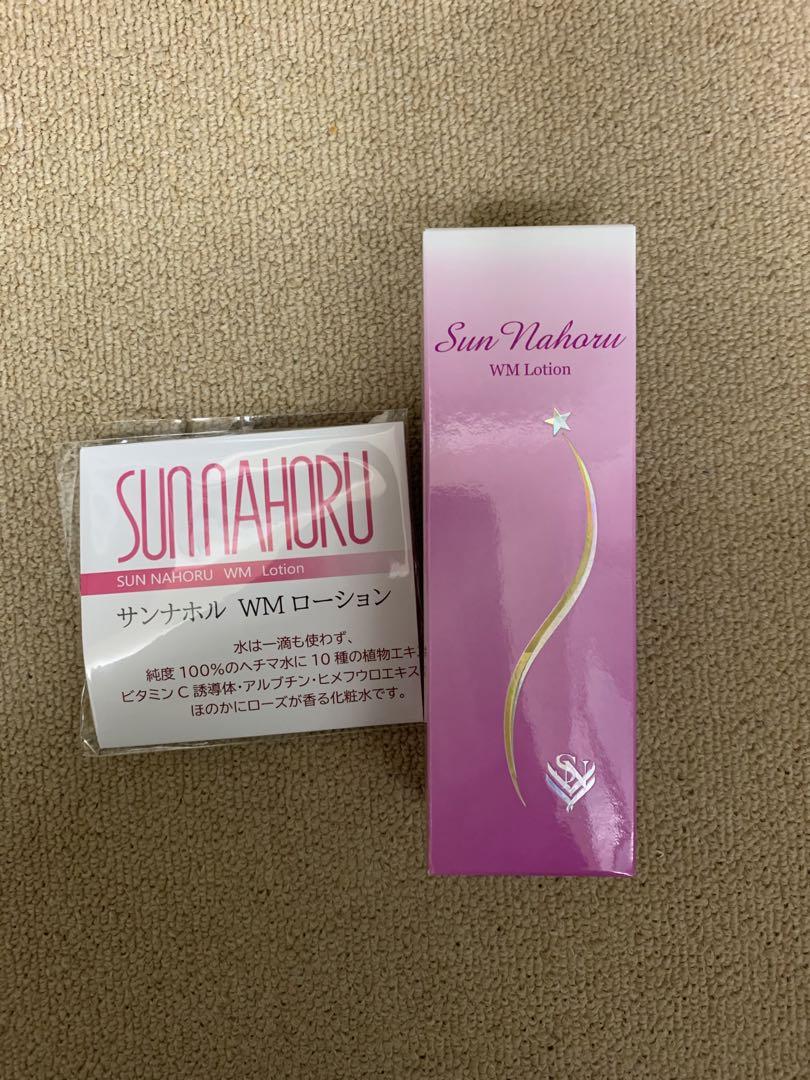 SUN NAHORU
SUN NAHORU WM Lotion
サンナホル WMローション
水は一滴も使わず、
純度100%のヘチマ水に10種の植物エキ
ビタミンC誘導体・アルブチン・ヒメフウロエキス
ほのかにローズが香る化粧水です。
Sun Nahoru
WM Lotion
SN